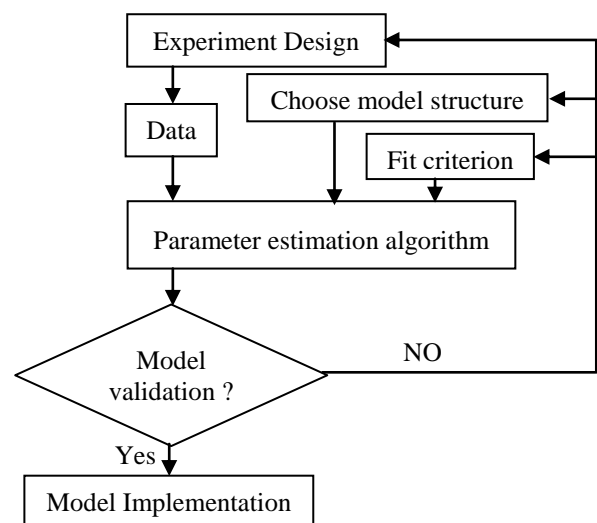 Experiment Design
Choose model structure
Data
Fit criterion
Parameter estimation algorithm
NO
Model
validation ?
Yes
Model Implementation